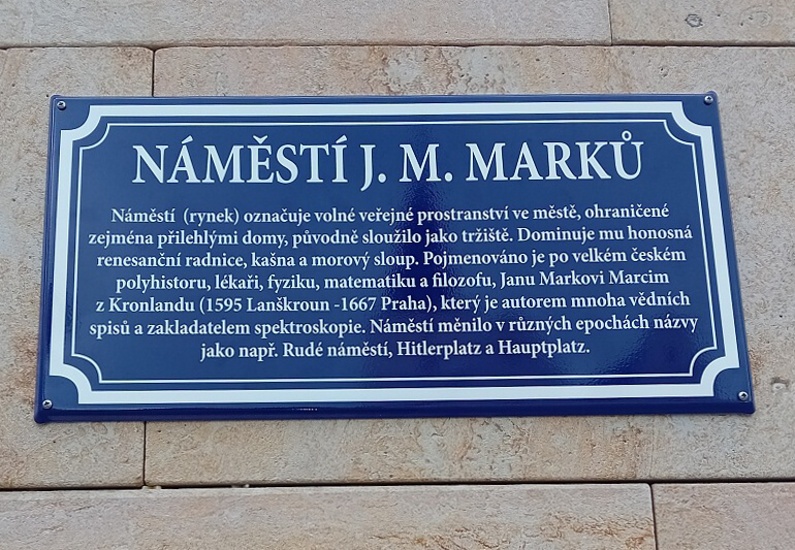 NÁMĚSTÍ J. M. MARKŮ
Náměstí (rynek) označuje volné veřejné prostranství ve městě, ohraničené
zejména přilehlými domy, původně sloužilo jako tržiště. Dominuje mu honosná
renesanční radnice, kašna a morový sloup. Pojmenováno je po velkém českém
polyhistoru, lékaři, fyziku, matematiku a filozofu, Janu Markovi Marcim
z Kronlandu (1595 Lanškroun -1667 Praha), který je autorem mnoha vědních
spisů a zakladatelem spektroskopie. Náměstí měnilo v různých epochách názvy
jako např. Rudé náměstí, Hitlerplatz a Hauptplatz.